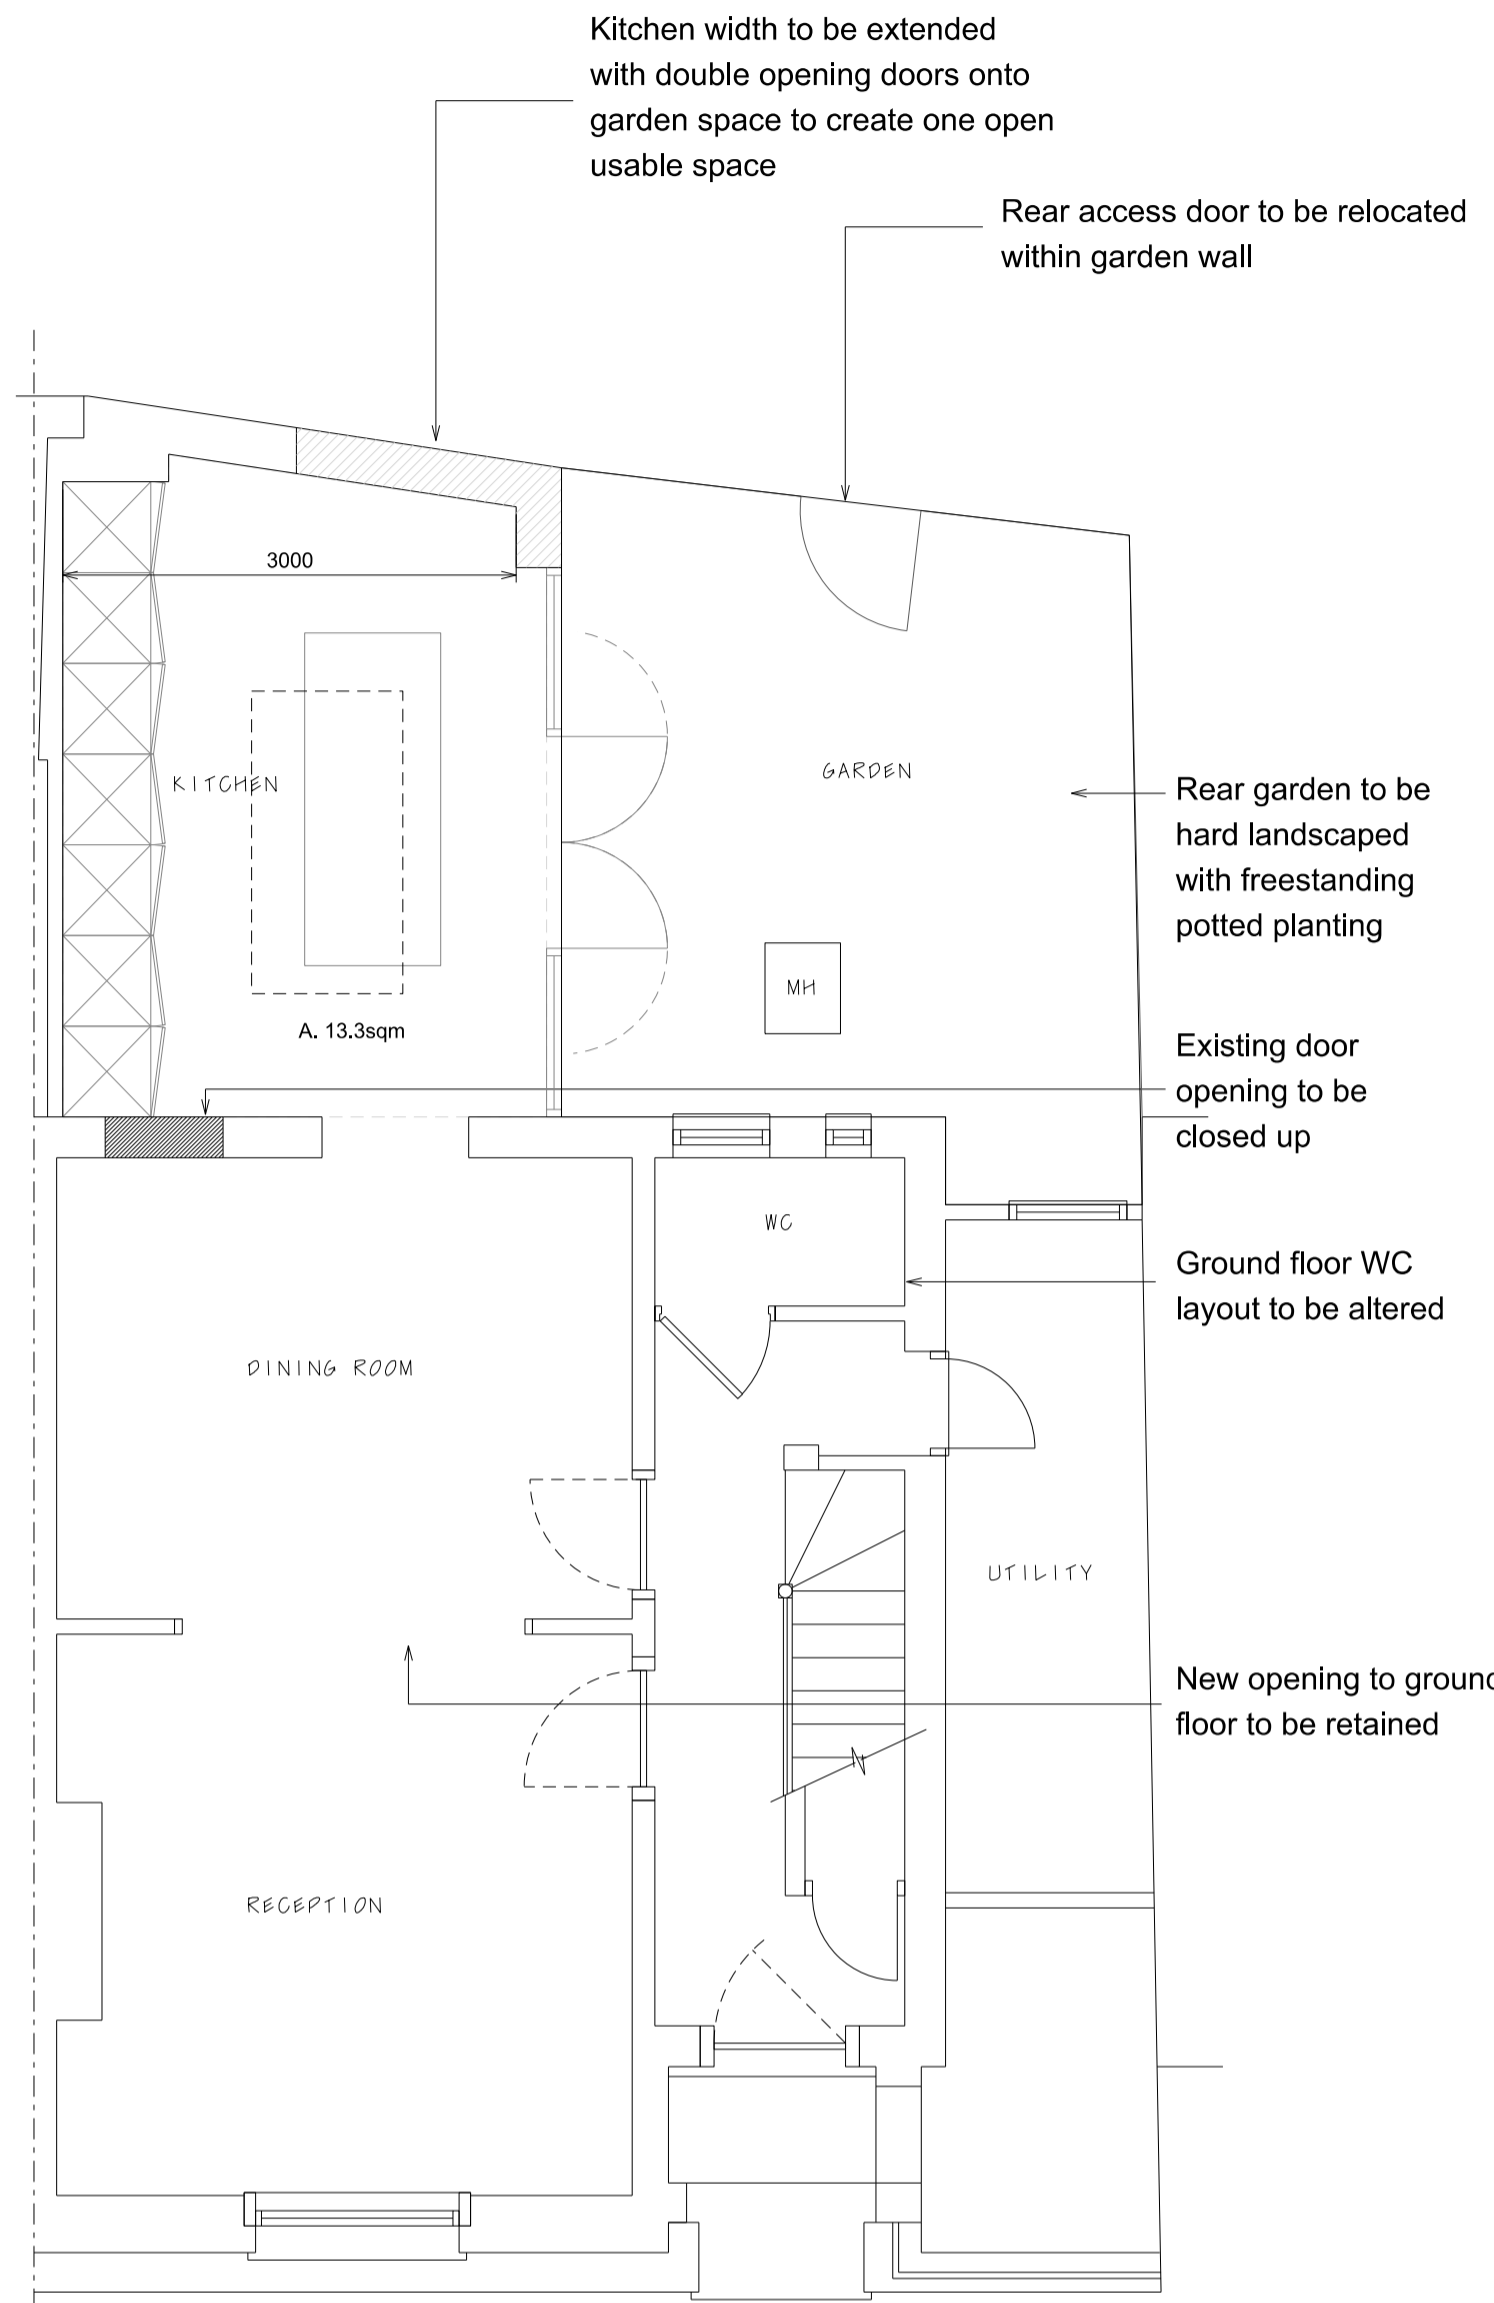 Kitchen width to be extended
with double opening doors onto
garden space to create one open
usable space
Rear access door to be relocated
within garden wall
3000
KITCHEN
GARDEN
Rear garden to be
hard landscaped
with freestanding
potted planting
MH
A. 13.3sqm
Existing door
opening to be
closed up
WC
Ground floor WC
layout to be altered
DINING ROOM
UTILITY
New opening to ground
floor to be retained
RECEPTION